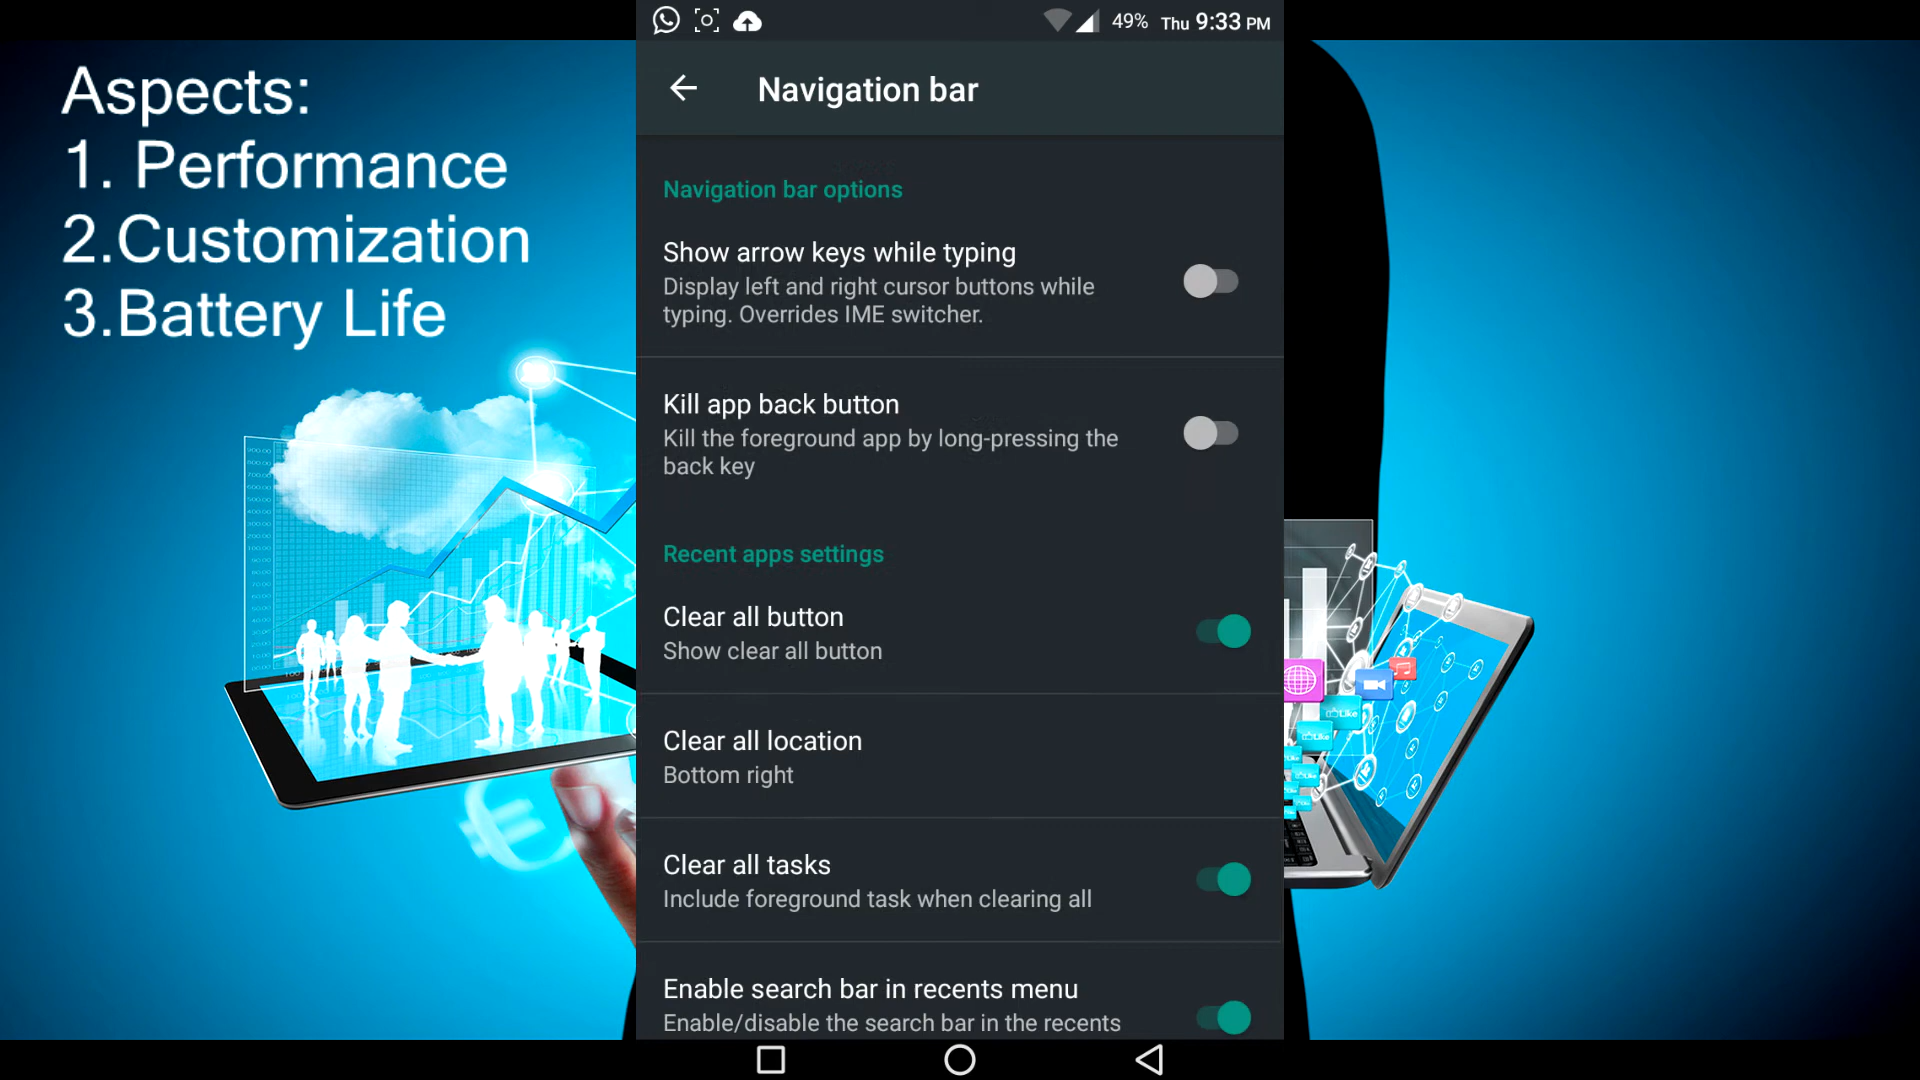 Aspects:
1. Performance
2.Customization
3.Battery Life
49% Thu 9:33 PM
Navigation bar
Navigation bar options
Show arrow keys while typing
Display left and right cursor buttons while
typing. Overrides IME switcher.
Kill app back button
Kill the foreground app by long-pressing the
back key
Recent apps settings
Clear all button
Show clear all button
Clear all location
Bottom right
Clear all tasks
Include foreground task when clearing all
Enable search bar in recents menu
Enable/disable the search bar in the recents
Like
Like